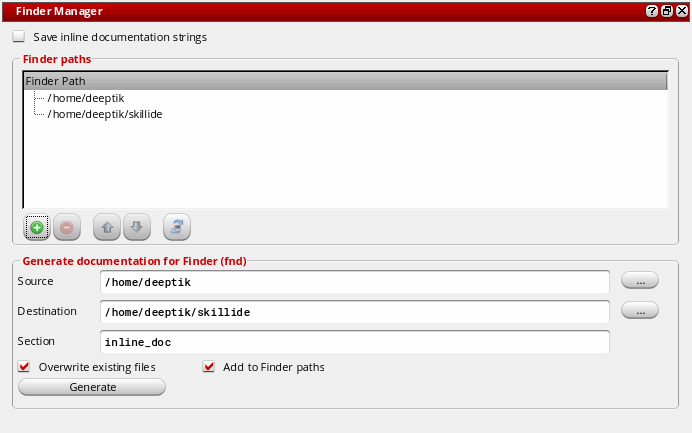 Finder Manager
Save inline documentation strings
Finder paths
Finder Path
/home/deeptik
/home/deeptik/skillide
Generate documentation for Finder (fnd)
Source /home/deeptik ...
Destination /home/deeptik/skillide ...
Section inline_doc
Overwrite existing files Add to Finder paths
Generate